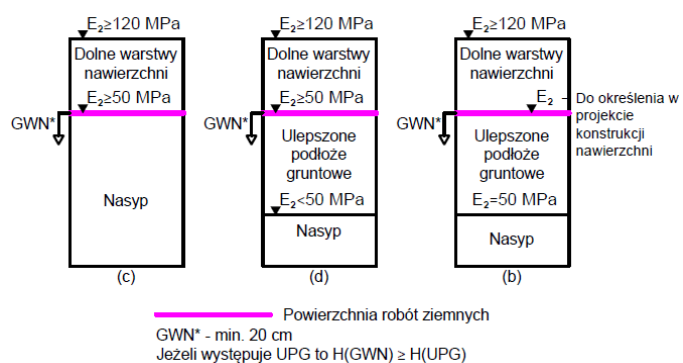 E₂≥120 MPa
Dolne warstwy
nawierzchni
E₂≥50 MPa
GWN*
Nasyp
(c)
E₂≥120 MPa
Dolne warstwy
nawierzchni
E₂≥50 MPa
GWN*
Ulepszone
podłoże
gruntowe
E₂<50 MPa
Nasyp
(d)
E₂≥120 MPa
Dolne warstwy
nawierzchni
E₂ - Do określenia w
projekcie
konstrukcji
nawierzchni
GWN*
Ulepszone
podłoże
gruntowe
E₂=50 MPa
Nasyp
(b)
Powierzchnia robót ziemnych
GWN* - min. 20 cm
Jeżeli występuje UPG to H(GWN) ≥ H(UPG)